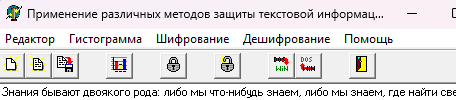 Применение различных методов защиты текстовой информац...
Редактор Гистограмма Шифрование Дешифрование Помощь
DOS WIN DOS
Знания бывают двоякого рода: либо мы что-нибудь знаем, либо мы знаем, где найти све